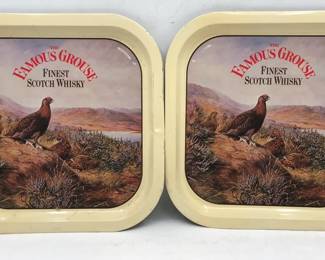 THE
FAMOUS GROUSE
FINEST
SCOTCH WHISKY
THE
FAMOUS GROUSE
FINEST
SCOTCH WHISKY